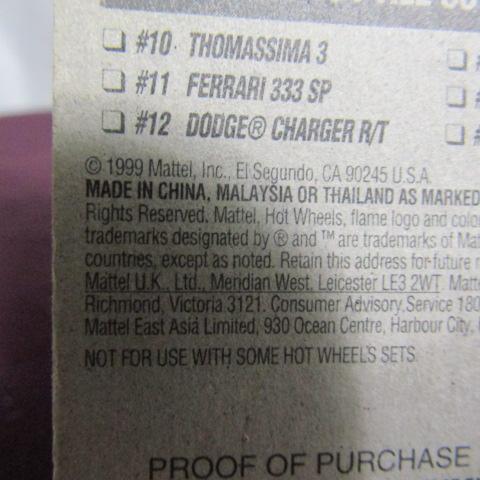 #10 THOMASSIMA 3
#11 FERRARI 333 SP
#12 DODGE® CHARGER R/T
© 1999 Mattel, Inc., El Segundo, CA 90245 U.S.A.
MADE IN CHINA, MALAYSIA OR THAILAND AS MARKED
Rights Reserved. Mattel, Hot Wheels, flame logo and colo
trademarks designated by ® and ™ are trademarks of Mat
countries, except as noted. Retain this address for future r
Mattel U.K., Ltd., Meridian West, Leicester LE3 2WT. Matte
Richmond, Victoria 3121. Consumer Advisory Service 180
Mattel East Asia Limited, 930 Ocean Centre, Harbour City,
NOT FOR USE WITH SOME HOT WHEELS SETS.
PROOF OF PURCHASE